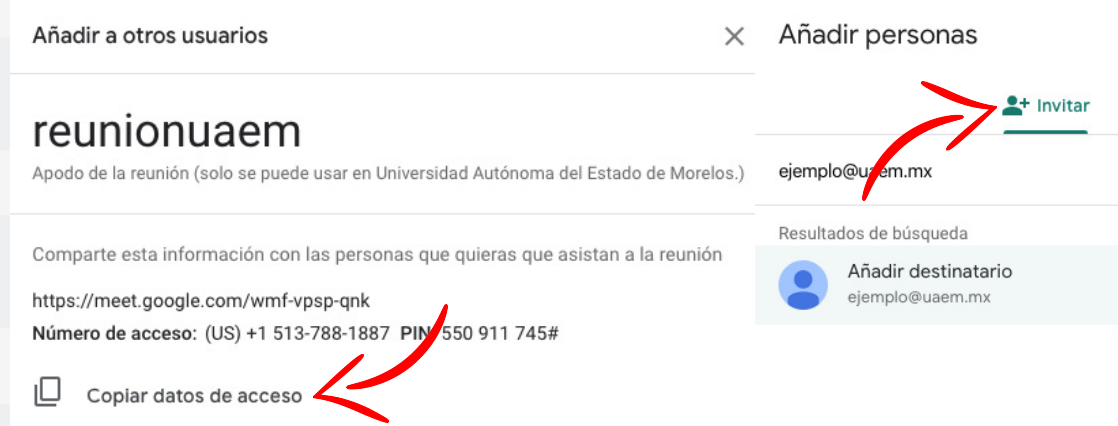 Añadir a otros usuarios
reunionuaem
Apodo de la reunión (solo se puede usar en Universidad Autónoma del Estado de Morelos.)
Comparte esta información con las personas que quieras que asistan a la reunión
https://meet.google.com/wmf-vpsp-qnk
Número de acceso: (US) +1 513-788-1887 PIN: 550 911 745#
Copiar datos de acceso
Añadir personas
Invitar
ejemplo@uaem.mx
Resultados de búsqueda
Añadir destinatario
ejemplo@uaem.mx